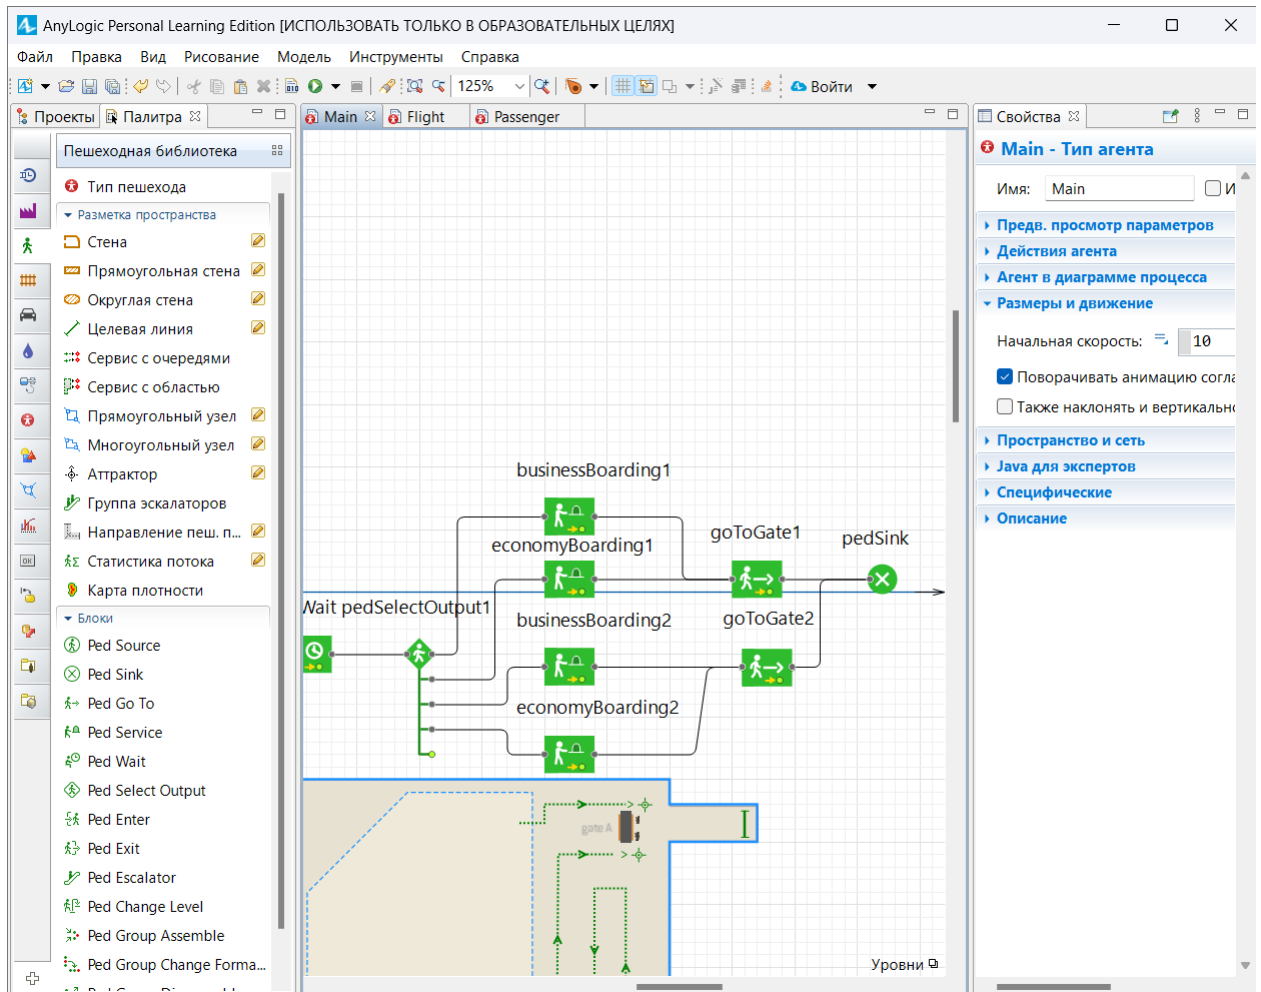 AnyLogic Personal Learning Edition [ИСПОЛЬЗОВАТЬ ТОЛЬКО В ОБРАЗОВАТЕЛЬНЫХ ЦЕЛЯХ]
Файл Правка Вид Рисование Модель Инструменты Справка
125% Войти
Проекты Палитра Main Flight Passenger Свойства
Пешеходная библиотека
Тип пешехода
Разметка пространства
Стена
Прямоугольная стена
Округлая стена
Целевая линия
Сервис с очередями
Сервис с областью
Прямоугольный узел
Многоугольный узел
Аттрактор
Группа эскалаторов
Направление пеш. п...
Статистика потока
Карта плотности
Блоки
Ped Source
Ped Sink
Ped Go To
Ped Service
Ped Wait
Ped Select Output
Ped Enter
Ped Exit
Ped Escalator
Ped Change Level
Ped Group Assemble
Ped Group Change Forma...
businessBoarding1
economyBoarding1
goToGate1
pedSink
Wait pedSelectOutput1
businessBoarding2
goToGate2
economyBoarding2
gate A
Уровни
Main - Тип агента
Имя: Main И
Предв. просмотр параметров
Действия агента
Агент в диаграмме процесса
Размеры и движение
Начальная скорость: 10
Поворачивать анимацию согла
Также наклонять и вертикально
Пространство и сеть
Java для экспертов
Специфические
Описание